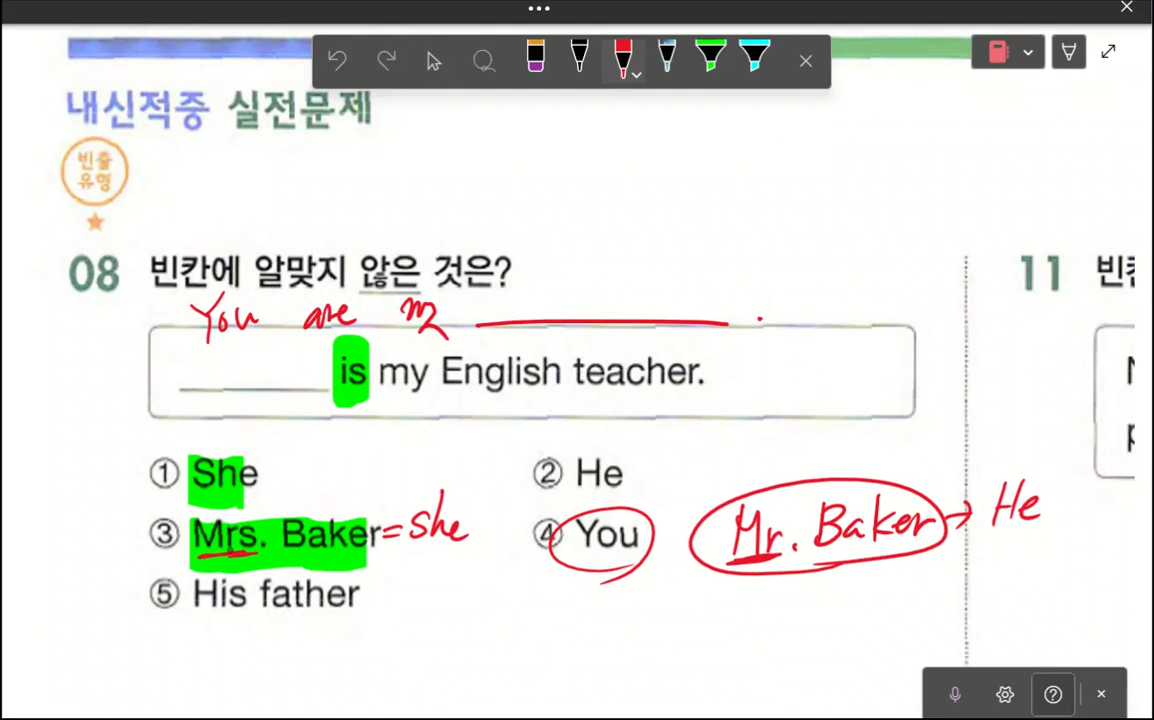 내신적중 실전문제
빈출
유형
08 빈칸에 알맞지 않은 것은?
You are my
is my English teacher.
① She
② He
③ Mrs. Baker = she
④ You
Mr. Baker → He
⑤ His father
11